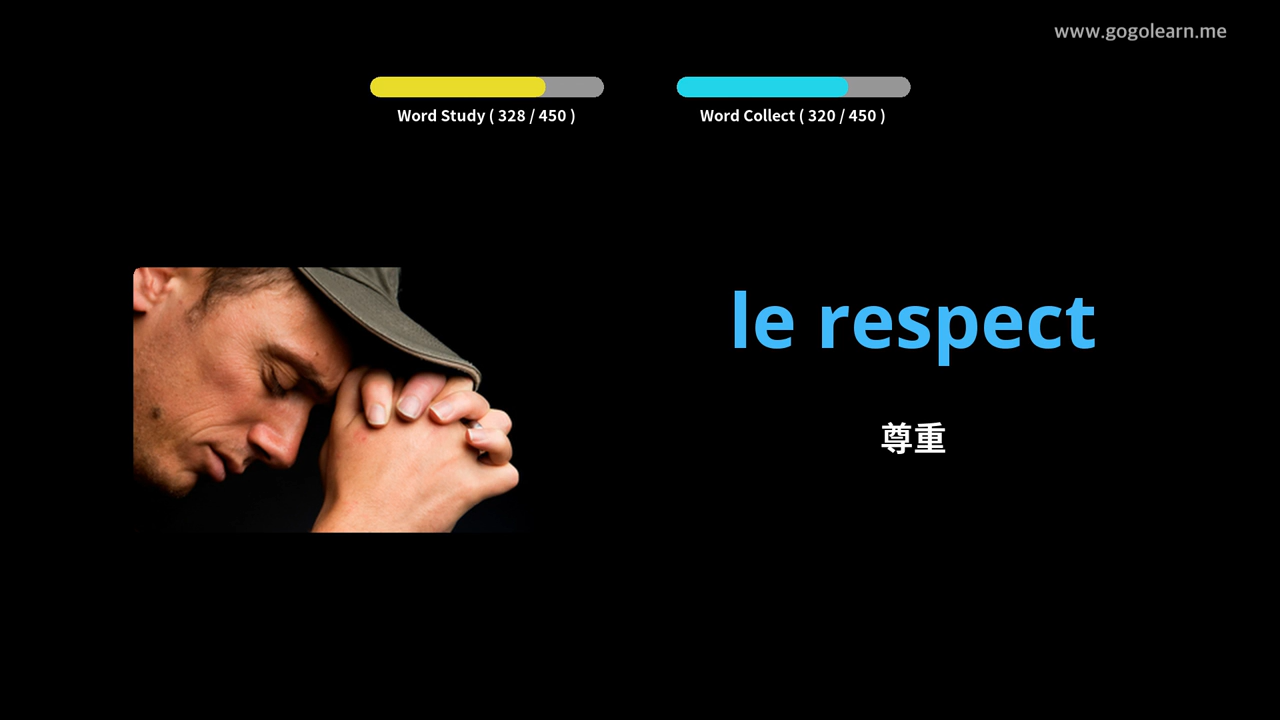 www.gogolearn.me
Word Study ( 328 / 450 )
Word Collect ( 320 / 450 )
le respect
尊重